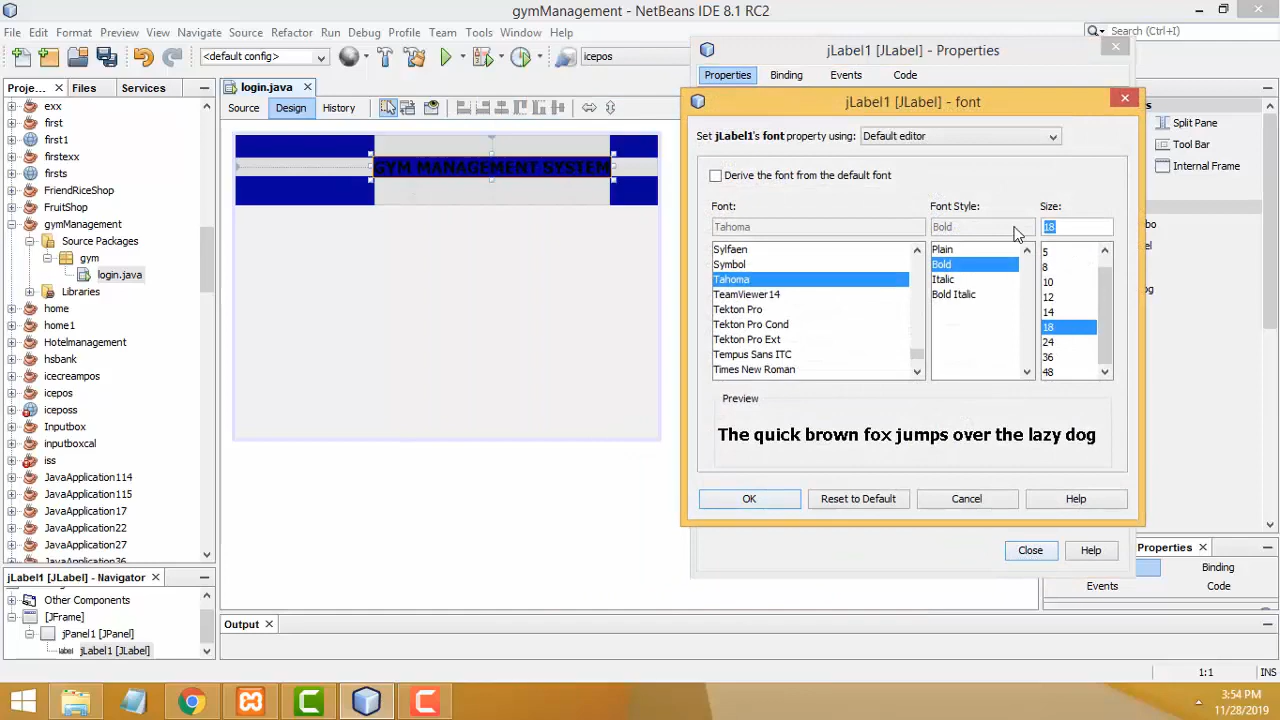 gymManagement - NetBeans IDE 8.1 RC2
File Edit Format Preview View Navigate Source Refactor Run Debug Profile Team Tools Window Help
Search (Ctrl+I)
<default config>
icepos
jLabel1 [JLabel] - Properties
Properties Binding Events Code
Proje... Files Services
login.java
Source Design History
exx
first
first1
firstexx
firsts
FriendRiceShop
FruitShop
gymManagement
Source Packages
gym
login.java
Libraries
home
home1
Hotelmanagement
hsbank
icecreampos
icepos
iceposs
Inputbox
inputboxcal
iss
JavaApplication114
JavaApplication115
JavaApplication17
JavaApplication22
JavaApplication27
JavaApplication36
GYM MANAGEMENT SYSTEM
jLabel1 [JLabel] - font
Set jLabel1's font property using: Default editor
Derive the font from the default font
Font: Font Style: Size:
Tahoma Bold 18
Sylfaen
Symbol
Tahoma
TeamViewer14
Tekton Pro
Tekton Pro Cond
Tekton Pro Ext
Tempus Sans ITC
Times New Roman
Plain
Bold
Italic
Bold Italic
5
8
10
12
14
18
24
36
48
Preview
The quick brown fox jumps over the lazy dog
OK Reset to Default Cancel Help
Close Help
Split Pane
Tool Bar
Internal Frame
Properties
Binding
Events Code
jLabel1 [JLabel] - Navigator
Other Components
[JFrame]
jPanel1 [JPanel]
label jLabel1 [JLabel]
Output
1:1 INS
3:54 PM
11/28/2019